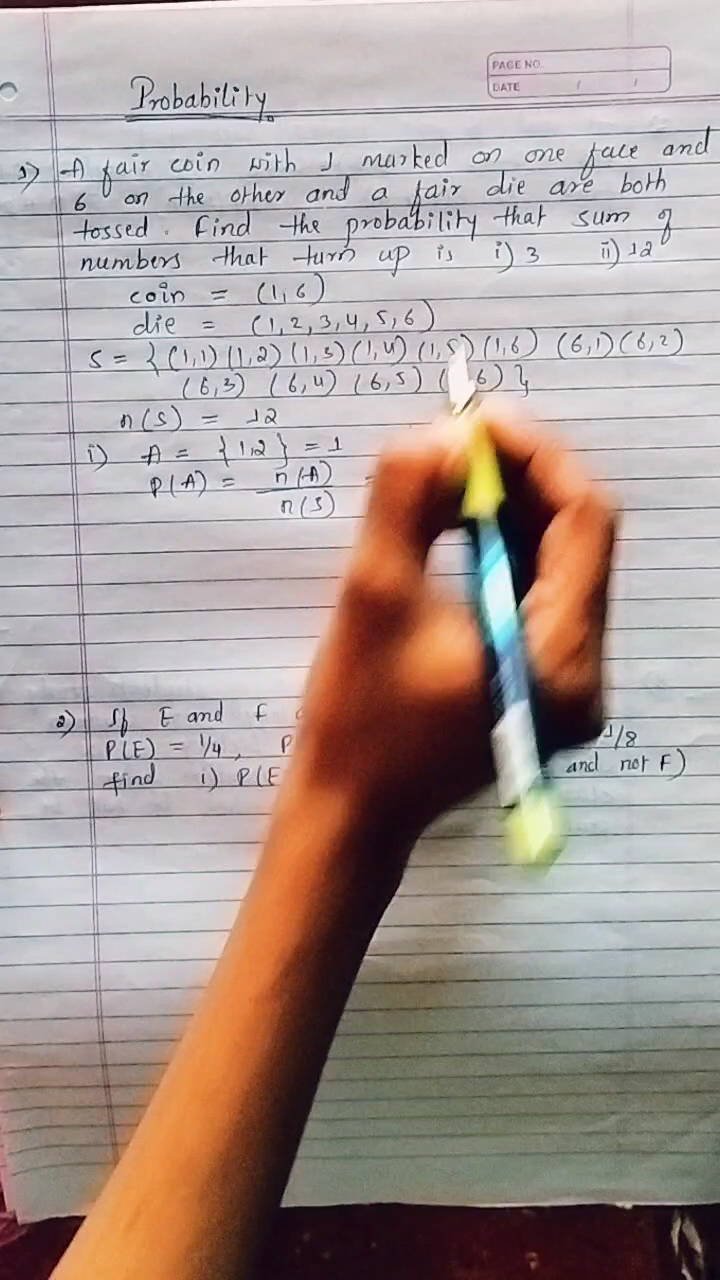 PAGE NO.
DATE / /
Probability
1) A fair coin with 1 marked on one face and
6 on the other and a fair die are both
tossed. Find the probability that sum of
numbers that turn up is i) 3 ii) 12
coin = (1,6)
die = (1,2,3,4,5,6)
S = { (1,1) (1,2) (1,3) (1,4) (1,5) (1,6) (6,1) (6,2)
(6,3) (6,4) (6,5) ( 6) }
n(S) = 12
i) A = {1,2} = 1
P(A) = n(A) =
n(S)
2) If E and F
P(E) = 1/4, P 1/8
find i) P(E and not F)